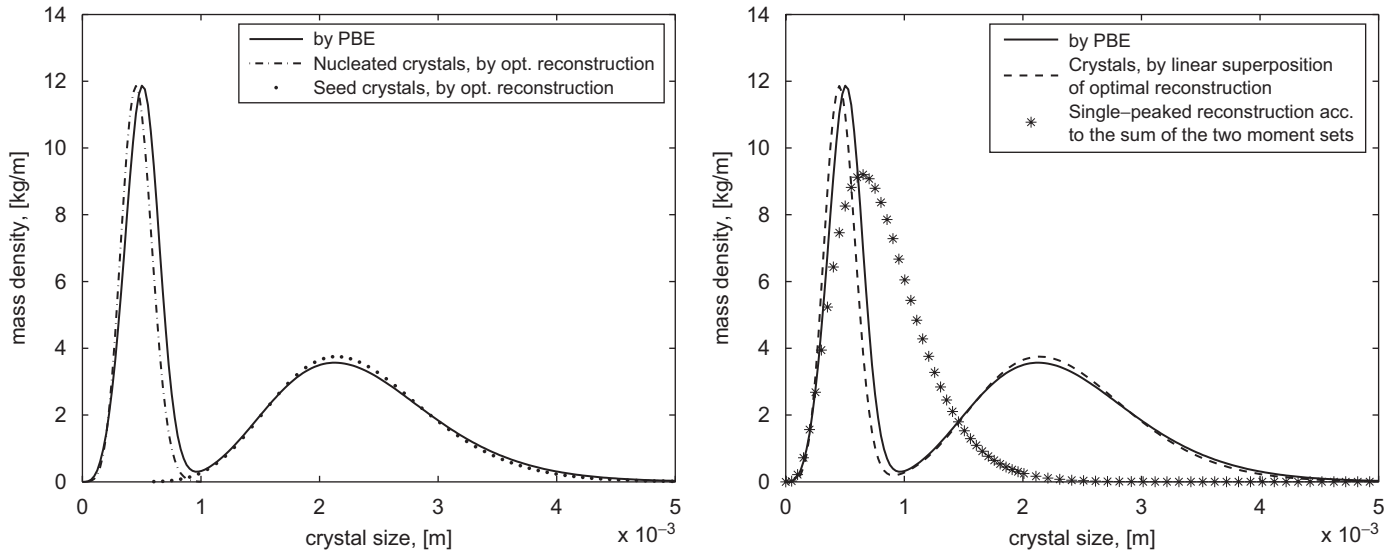 14
12
10
8
6
4
2
0
mass density, [kg/m]
by PBE
Nucleated crystals, by opt. reconstruction
Seed crystals, by opt. reconstruction
0
1
2
3
4
5
crystal size, [m]
x 10⁻³
14
12
10
8
6
4
2
0
mass density, [kg/m]
by PBE
Crystals, by linear superposition
of optimal reconstruction
Single–peaked reconstruction acc.
to the sum of the two moment sets
0
1
2
3
4
5
crystal size, [m]
x 10⁻³